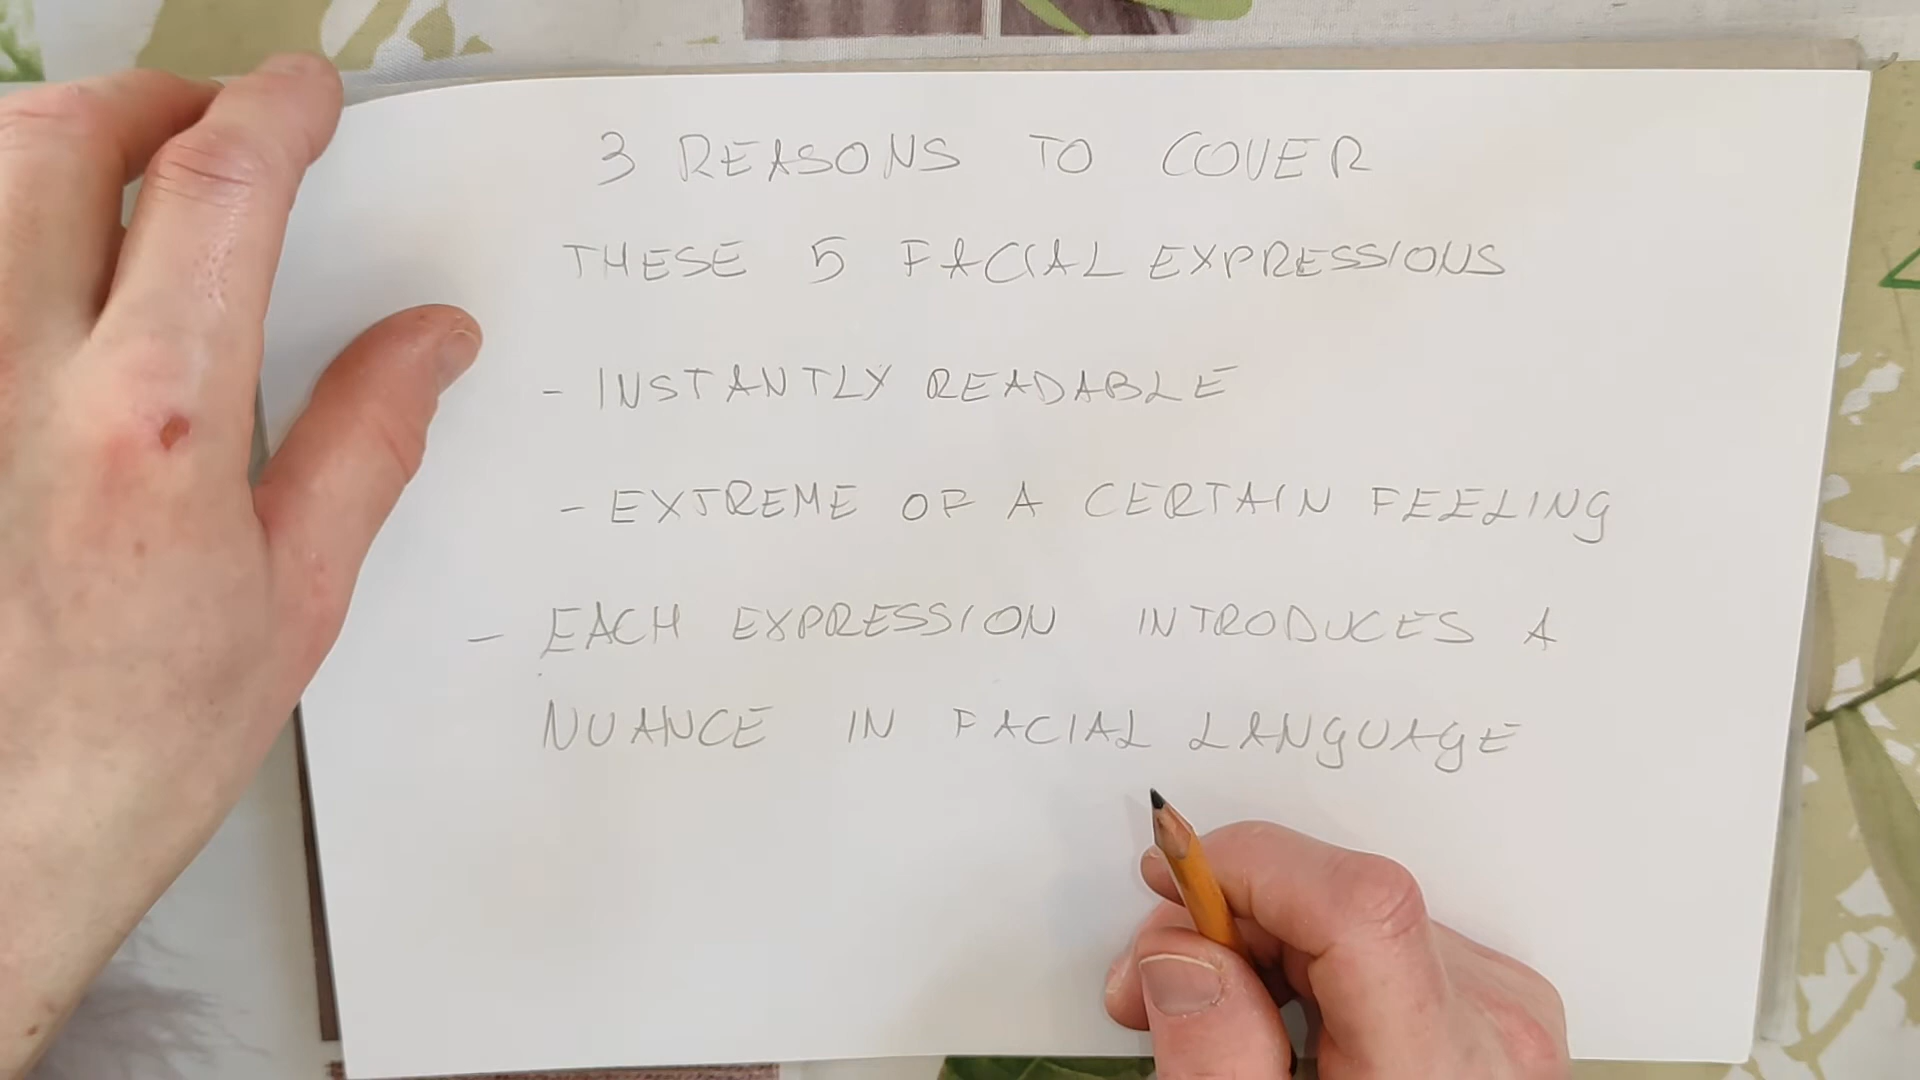 3 REASONS TO COVER
THESE 5 FACIAL EXPRESSIONS
- INSTANTLY READABLE
- EXTREME OF A CERTAIN FEELING
- EACH EXPRESSION INTRODUCES A
NUANCE IN FACIAL LANGUAGE